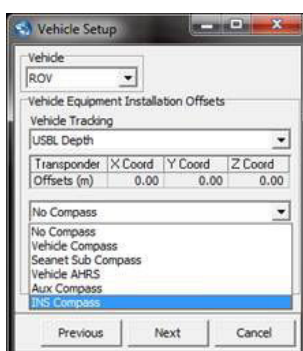 Vehicle Setup
Vehicle
ROV
Vehicle Equipment Installation Offsets
Vehicle Tracking
USBL Depth
Transponder X Coord Y Coord Z Coord
Offsets (m) 0.00 0.00 0.00
No Compass
No Compass
Vehicle Compass
Seanet Sub Compass
Vehicle AHRS
Aux Compass
INS Compass
Previous Next Cancel